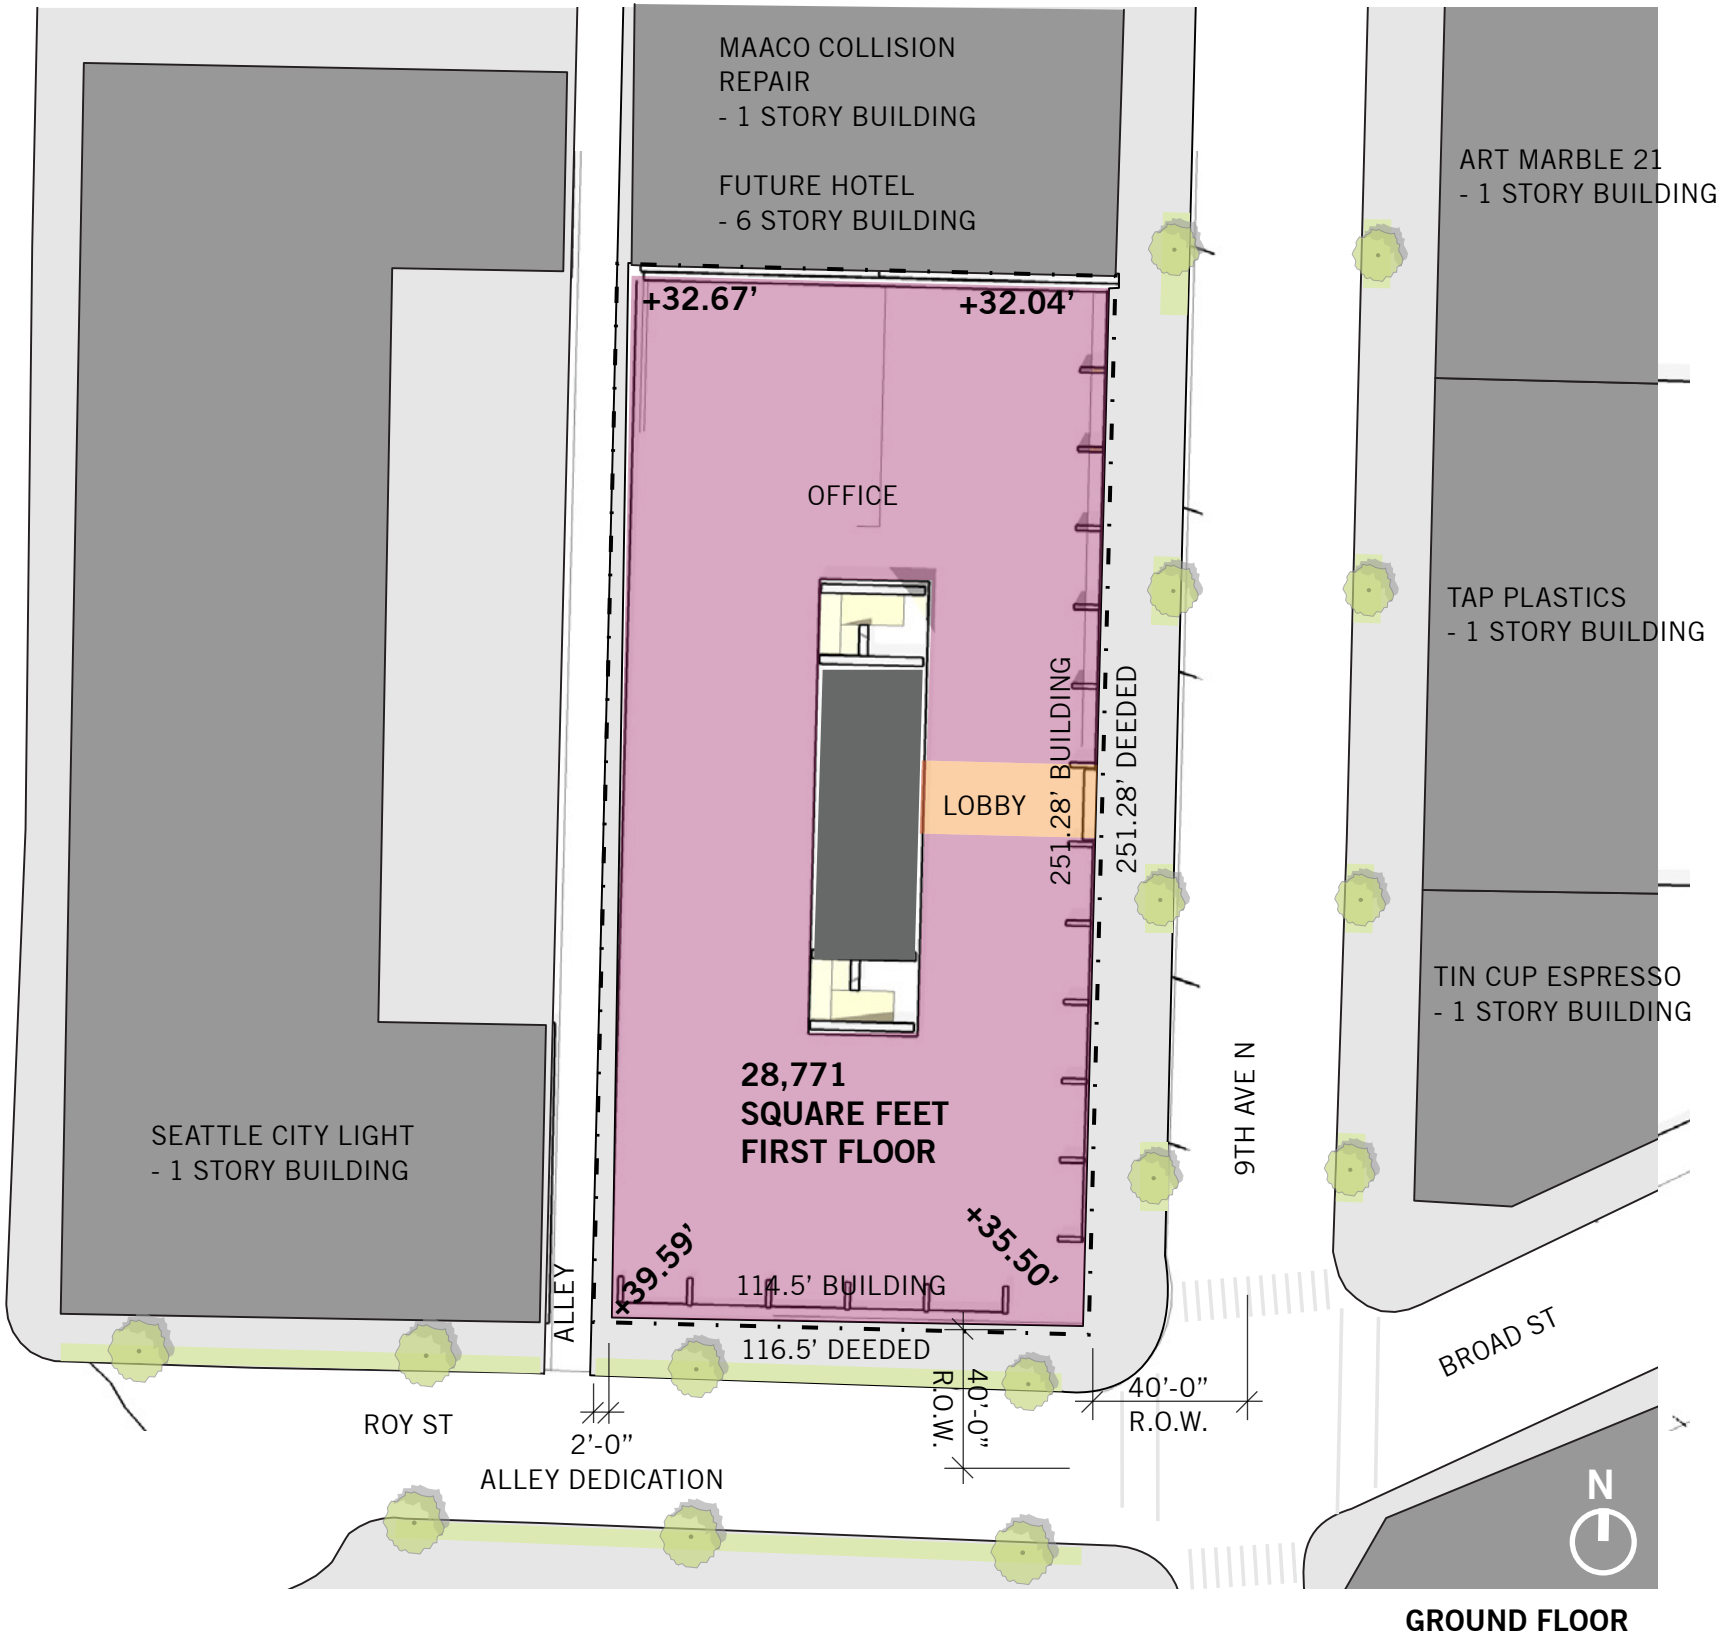 MAACO COLLISION
REPAIR
- 1 STORY BUILDING
FUTURE HOTEL
- 6 STORY BUILDING
ART MARBLE 21
- 1 STORY BUILDING
+32.67’
+32.04’
OFFICE
TAP PLASTICS
- 1 STORY BUILDING
251.28’ BUILDING
251.28’ DEEDED
LOBBY
TIN CUP ESPRESSO
- 1 STORY BUILDING
28,771
SQUARE FEET
FIRST FLOOR
9TH AVE N
SEATTLE CITY LIGHT
- 1 STORY BUILDING
+39.59’
+35.50’
114.5’ BUILDING
ALLEY
116.5’ DEEDED
BROAD ST
40’-0”
R.O.W.
40’-0”
R.O.W.
ROY ST
2’-0”
ALLEY DEDICATION
N
GROUND FLOOR